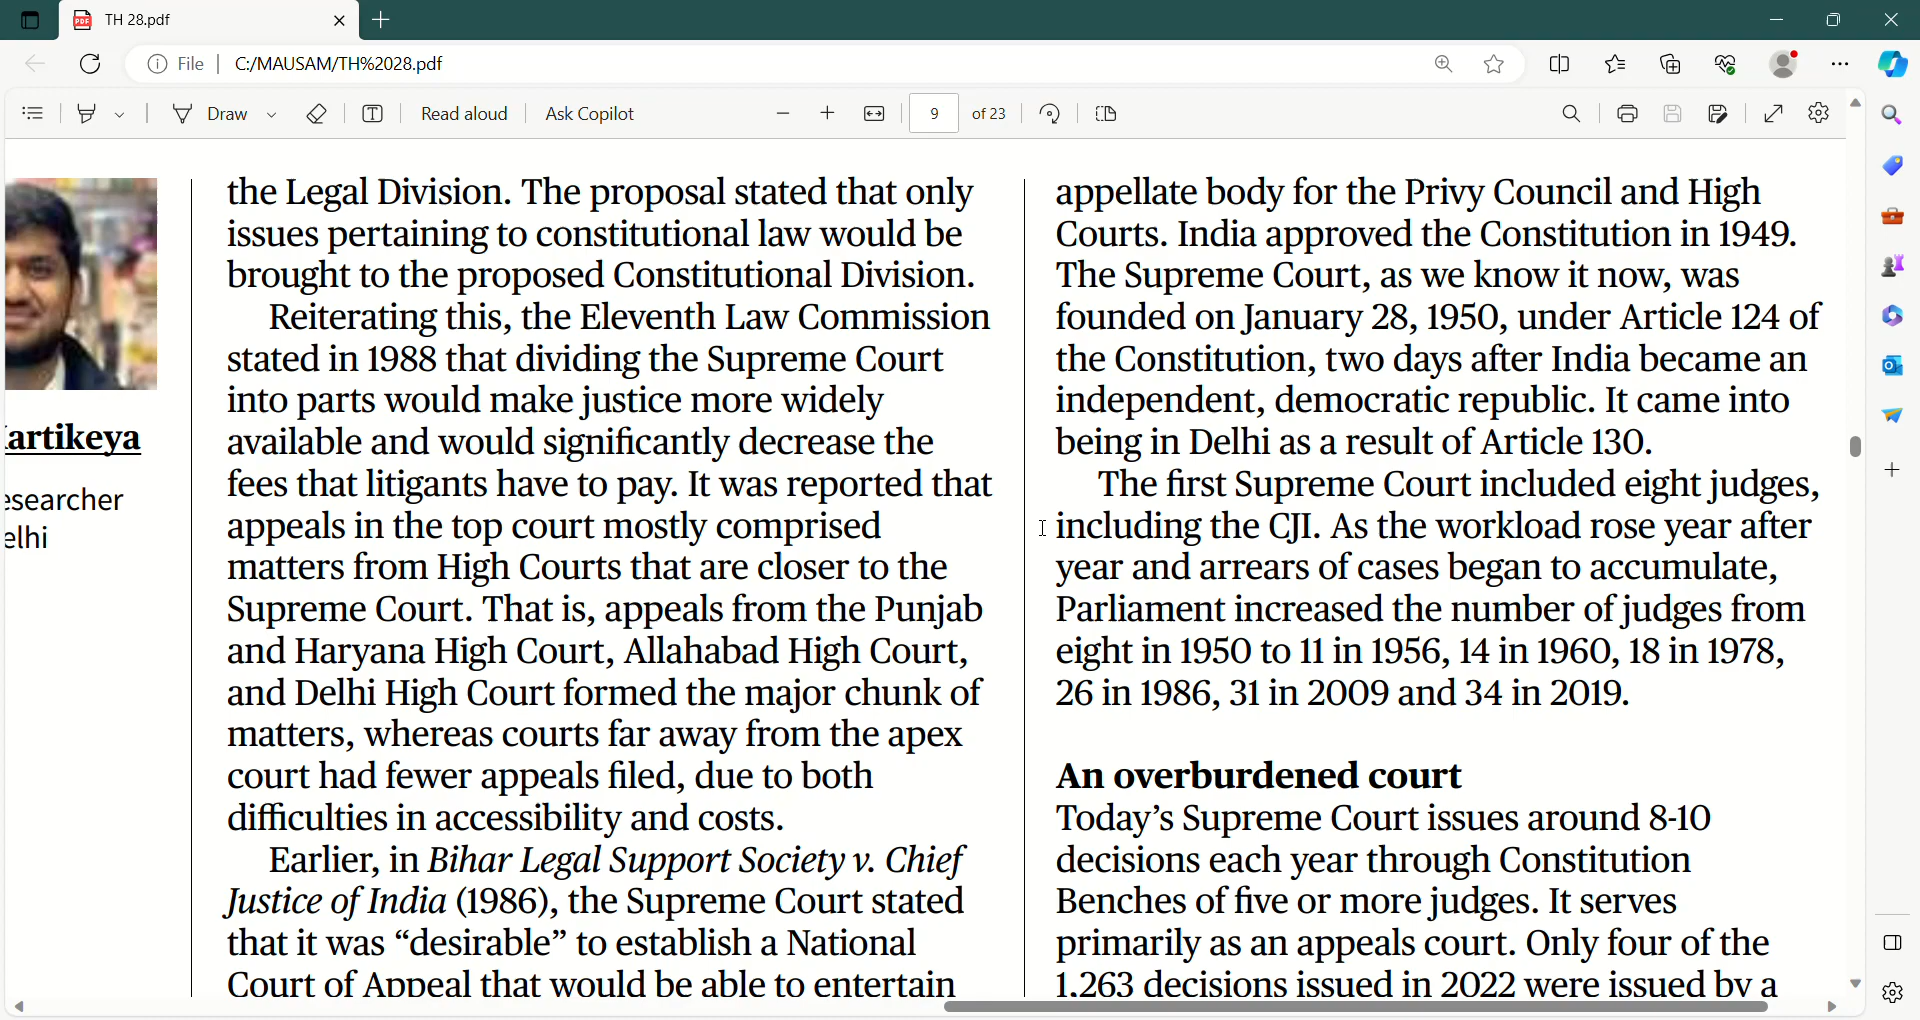 TH 28.pdf
File
C:/MAUSAM/TH%2028.pdf
Draw
Read aloud
Ask Copilot
9
of 23
artikeya
esearcher
elhi
the Legal Division. The proposal stated that only
issues pertaining to constitutional law would be
brought to the proposed Constitutional Division.
Reiterating this, the Eleventh Law Commission
stated in 1988 that dividing the Supreme Court
into parts would make justice more widely
available and would significantly decrease the
fees that litigants have to pay. It was reported that
appeals in the top court mostly comprised
matters from High Courts that are closer to the
Supreme Court. That is, appeals from the Punjab
and Haryana High Court, Allahabad High Court,
and Delhi High Court formed the major chunk of
matters, whereas courts far away from the apex
court had fewer appeals filed, due to both
difficulties in accessibility and costs.
Earlier, in Bihar Legal Support Society v. Chief
Justice of India (1986), the Supreme Court stated
that it was “desirable” to establish a National
Court of Appeal that would be able to entertain
appellate body for the Privy Council and High
Courts. India approved the Constitution in 1949.
The Supreme Court, as we know it now, was
founded on January 28, 1950, under Article 124 of
the Constitution, two days after India became an
independent, democratic republic. It came into
being in Delhi as a result of Article 130.
The first Supreme Court included eight judges,
including the CJI. As the workload rose year after
year and arrears of cases began to accumulate,
Parliament increased the number of judges from
eight in 1950 to 11 in 1956, 14 in 1960, 18 in 1978,
26 in 1986, 31 in 2009 and 34 in 2019.
An overburdened court
Today’s Supreme Court issues around 8-10
decisions each year through Constitution
Benches of five or more judges. It serves
primarily as an appeals court. Only four of the
1,263 decisions issued in 2022 were issued by a